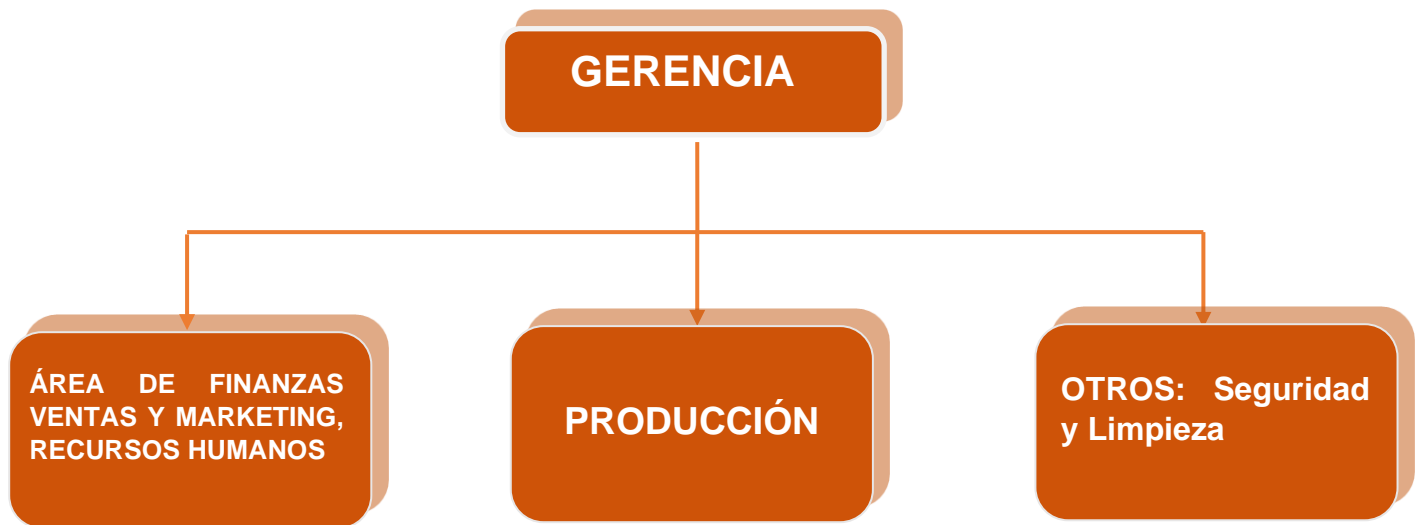 GERENCIA
ÁREA DE FINANZAS
VENTAS Y MARKETING,
RECURSOS HUMANOS
PRODUCCIÓN
OTROS: Seguridad
y Limpieza